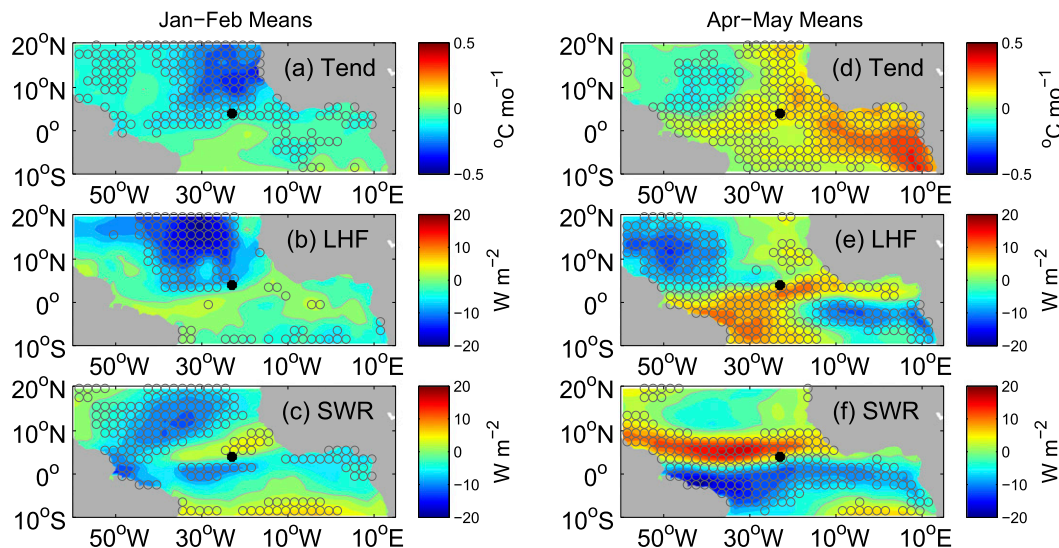 Jan−Feb Means
Apr−May Means
20°N
10°N
0°
10°S
(a) Tend
50°W 30°W 10°W 10°E
0.5
0
−0.5
°C mo−1
20°N
10°N
0°
10°S
(d) Tend
50°W 30°W 10°W 10°E
0.5
0
−0.5
°C mo−1
20°N
10°N
0°
10°S
(b) LHF
50°W 30°W 10°W 10°E
20
10
0
−10
−20
W m−2
20°N
10°N
0°
10°S
(e) LHF
50°W 30°W 10°W 10°E
20
10
0
−10
−20
W m−2
20°N
10°N
0°
10°S
(c) SWR
50°W 30°W 10°W 10°E
20
10
0
−10
−20
W m−2
20°N
10°N
0°
10°S
(f) SWR
50°W 30°W 10°W 10°E
20
10
0
−10
−20
W m−2